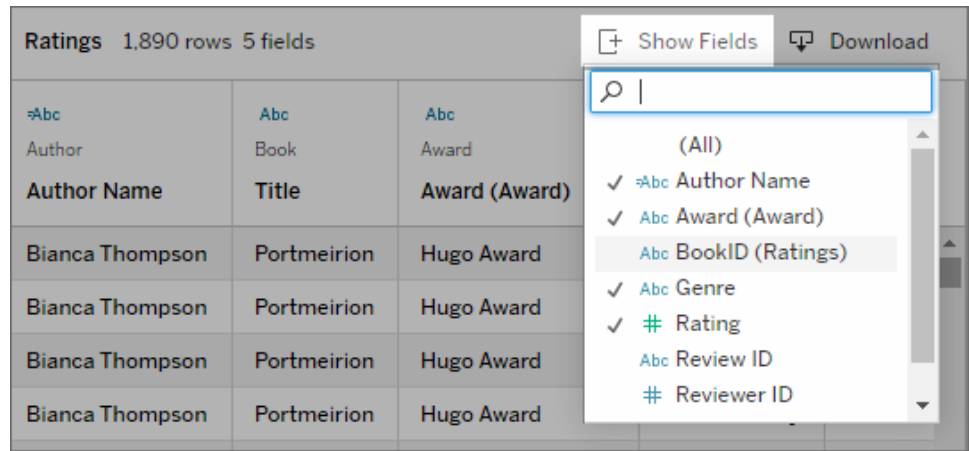 Ratings 1,890 rows 5 fields
Show Fields
Download
=Abc
Abc
Abc
Author
Book
Award
Author Name
Title
Award (Award)
Bianca Thompson
Portmeirion
Hugo Award
Bianca Thompson
Portmeirion
Hugo Award
Bianca Thompson
Portmeirion
Hugo Award
Bianca Thompson
Portmeirion
Hugo Award
(All)
=Abc Author Name
Abc Award (Award)
Abc BookID (Ratings)
Abc Genre
# Rating
Abc Review ID
# Reviewer ID